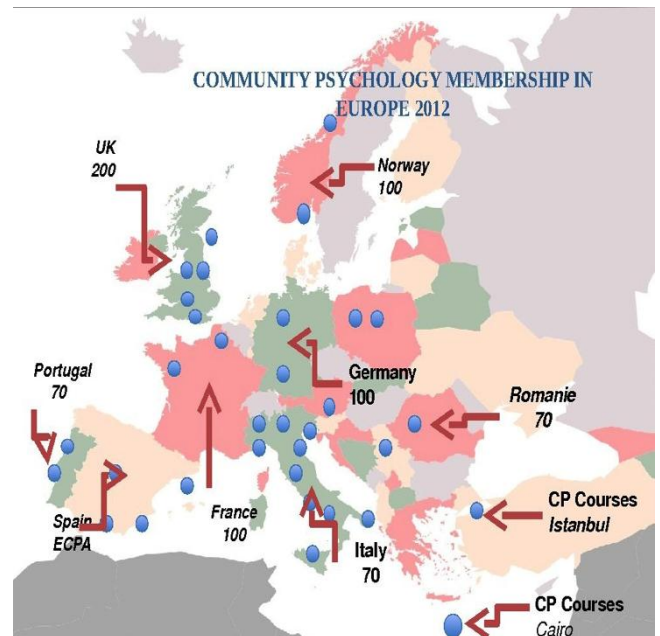 COMMUNITY PSYCHOLOGY MEMBERSHIP IN
EUROPE 2012
UK
200
Norway
100
Portugal
70
Germany
100
Romanie
70
Spain
ECPA
France
100
Italy
70
CP Courses
Istanbul
CP Courses
Cairo